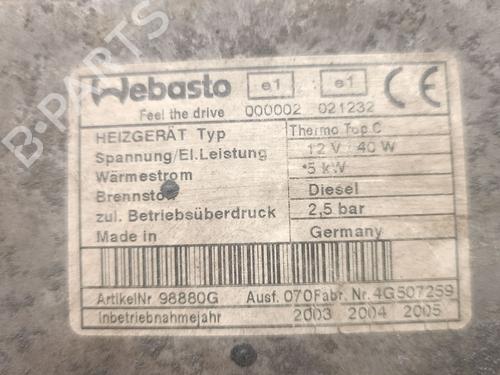 B-PARTS
Webasto e1 e1 CE
Feel the drive 000002 021232
HEIZGERÄT Typ Thermo Top C
Spannung/El.Leistung 12 V 40 W
Wärmestrom *5 kW
Brennstoff Diesel
zul. Betriebsüberdruck 2,5 bar
Made in Germany
ArtikelNr 98880G Ausf. 070 Fabr. Nr. 4G507259
Inbetriebnahmejahr 2003 2004 2005